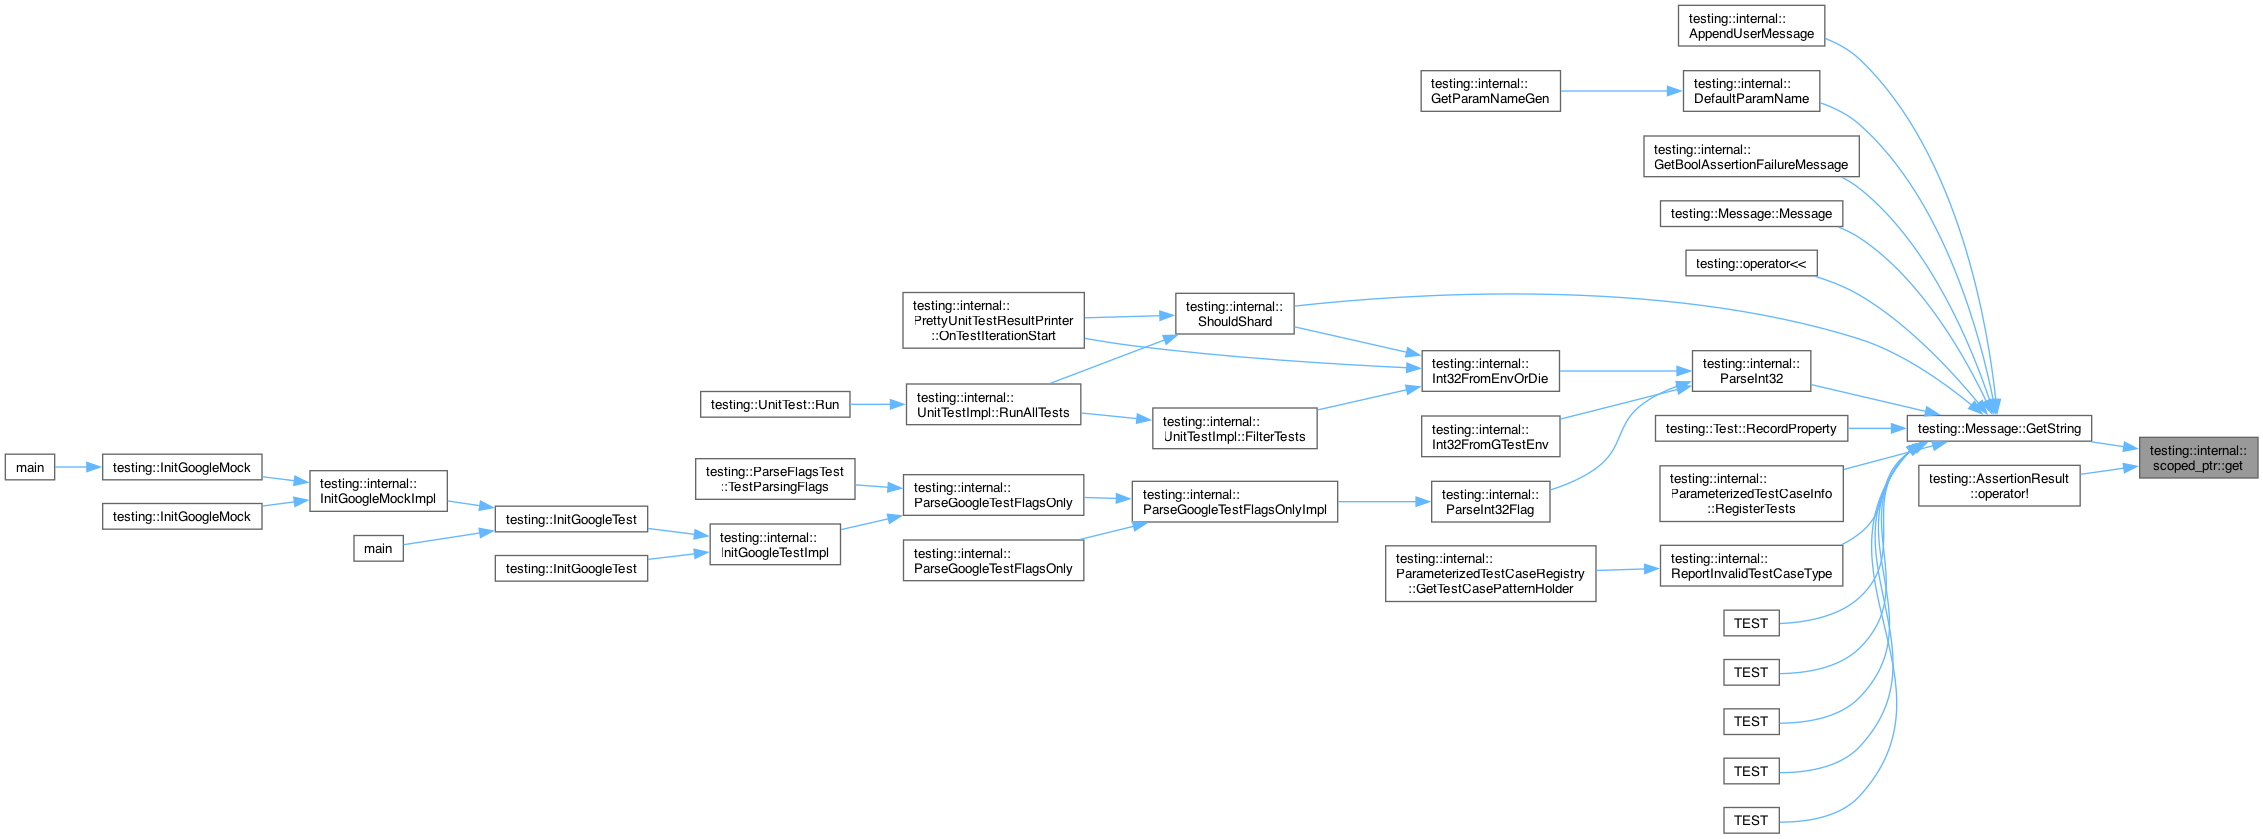 testing::internal::
AppendUserMessage
testing::internal::
GetParamNameGen
testing::internal::
DefaultParamName
testing::internal::
GetBoolAssertionFailureMessage
testing::Message::Message
testing::operator<<
testing::internal::
PrettyUnitTestResultPrinter
::OnTestIterationStart
testing::internal::
ShouldShard
testing::internal::
Int32FromEnvOrDie
testing::internal::
ParseInt32
testing::UnitTest::Run
testing::internal::
UnitTestImpl::RunAllTests
testing::internal::
UnitTestImpl::FilterTests
testing::internal::
Int32FromGTestEnv
testing::Test::RecordProperty
testing::Message::GetString
testing::internal::
scoped_ptr::get
main
testing::InitGoogleMock
testing::InitGoogleMock
testing::internal::
InitGoogleMockImpl
main
testing::InitGoogleTest
testing::InitGoogleTest
testing::ParseFlagsTest
::TestParsingFlags
testing::internal::
InitGoogleTestImpl
testing::internal::
ParseGoogleTestFlagsOnly
testing::internal::
ParseGoogleTestFlagsOnly
testing::internal::
ParseGoogleTestFlagsOnlyImpl
testing::internal::
ParseInt32Flag
testing::internal::
ParameterizedTestCaseInfo
::RegisterTests
testing::AssertionResult
::operator!
testing::internal::
ParameterizedTestCaseRegistry
::GetTestCasePatternHolder
testing::internal::
ReportInvalidTestCaseType
TEST
TEST
TEST
TEST
TEST